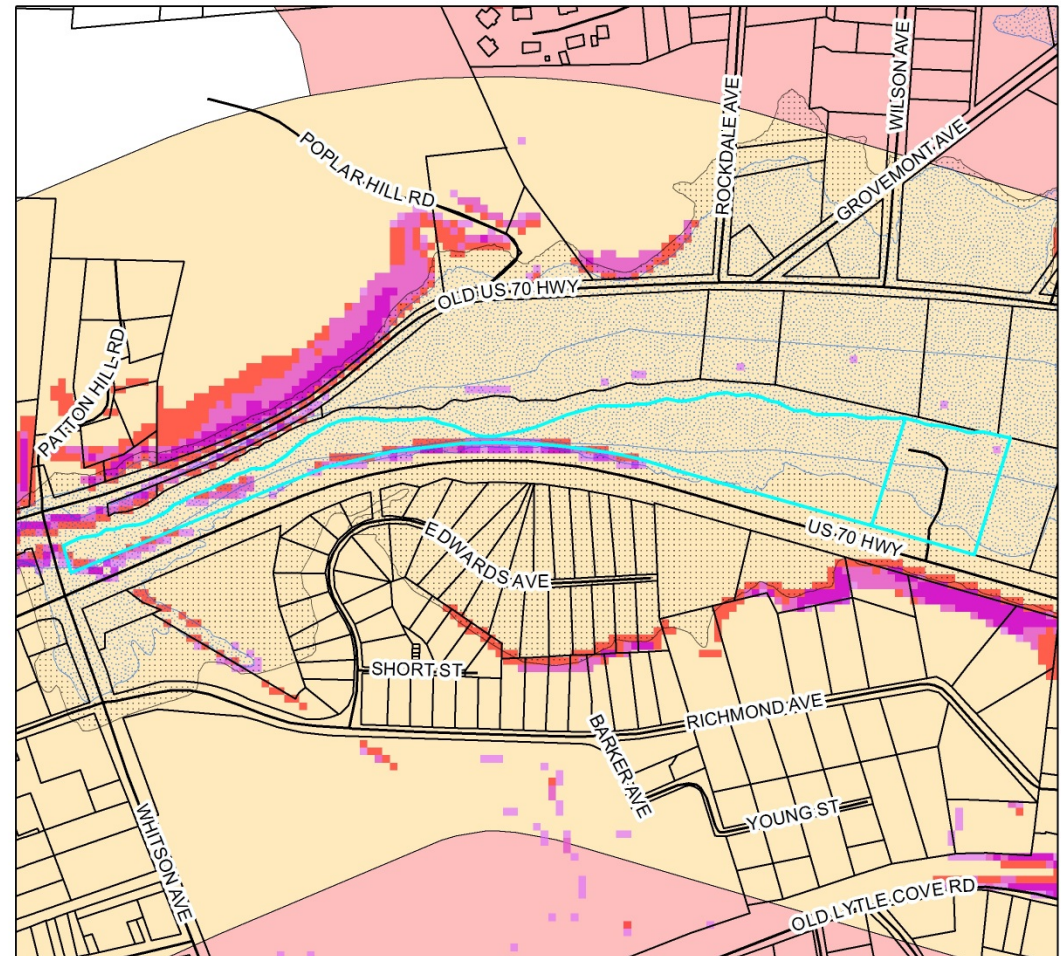 WILSON AVE
ROCKDALE AVE
GROVEMONT AVE
POPLAR HILL RD
OLD US 70 HWY
PATTON HILL RD
US 70 HWY
EDWARDS AVE
SHORT ST
RICHMOND AVE
BARKER AVE
YOUNG ST
WHITSON AVE
OLD LYTLE COVE RD